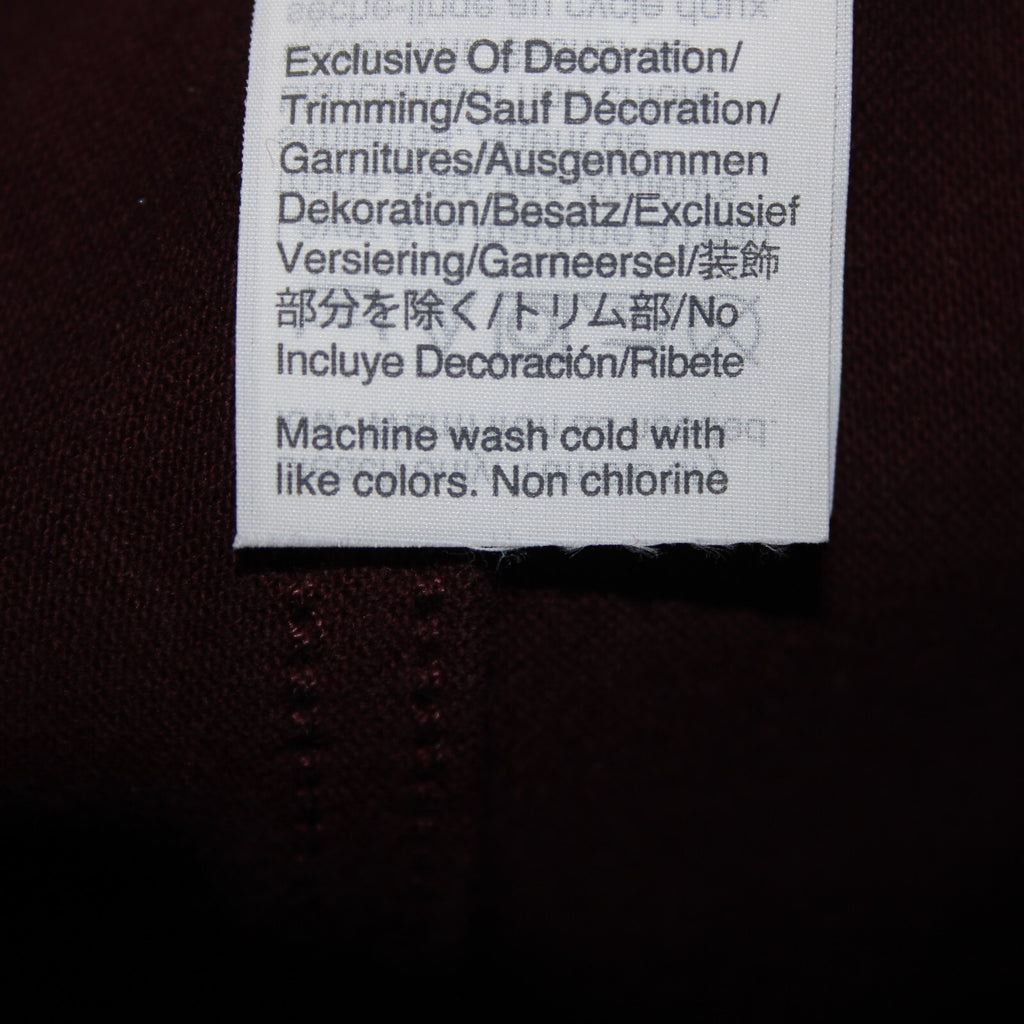 Exclusive Of Decoration/
Trimming/Sauf Décoration/
Garnitures/Ausgenommen
Dekoration/Besatz/Exclusief
Versiering/Garneersel/装飾
部分を除く/トリム部/No
Incluye Decoración/Ribete
Machine wash cold with
like colors. Non chlorine